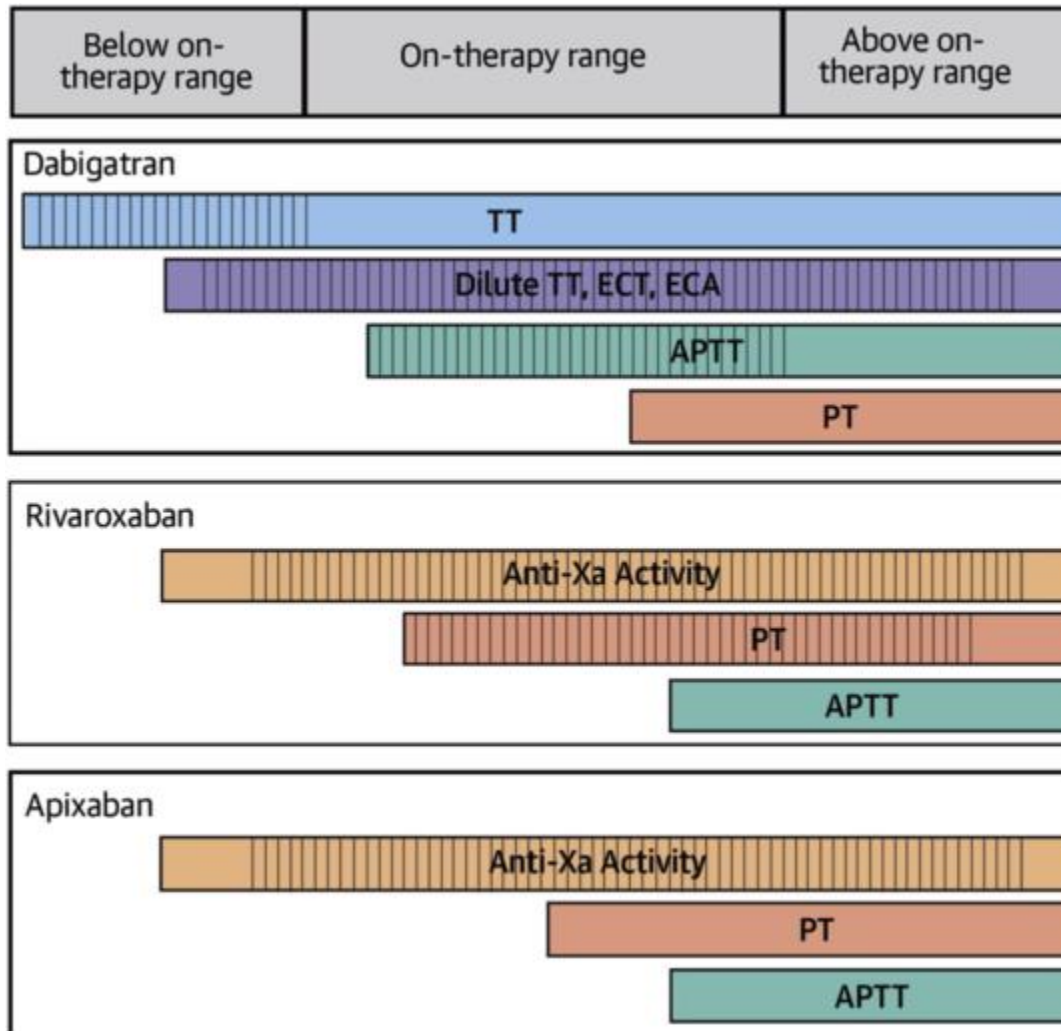 Below on-
therapy range
On-therapy range
Above on-
therapy range
Dabigatran
TT
Dilute TT, ECT, ECA
APTT
PT
Rivaroxaban
Anti-Xa Activity
PT
APTT
Apixaban
Anti-Xa Activity
PT
APTT